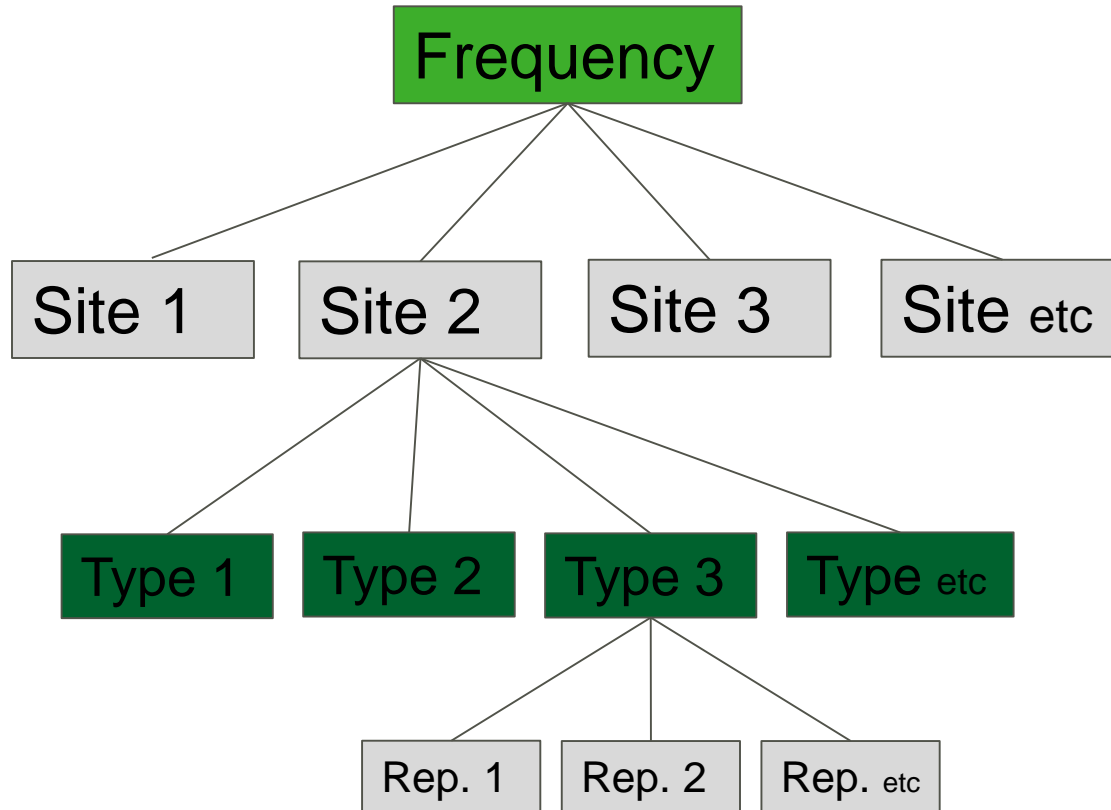 Frequency
Site 1
Site 2
Site 3
Site etc
Type 1
Type 2
Type 3
Type etc
Rep. 1
Rep. 2
Rep. etc